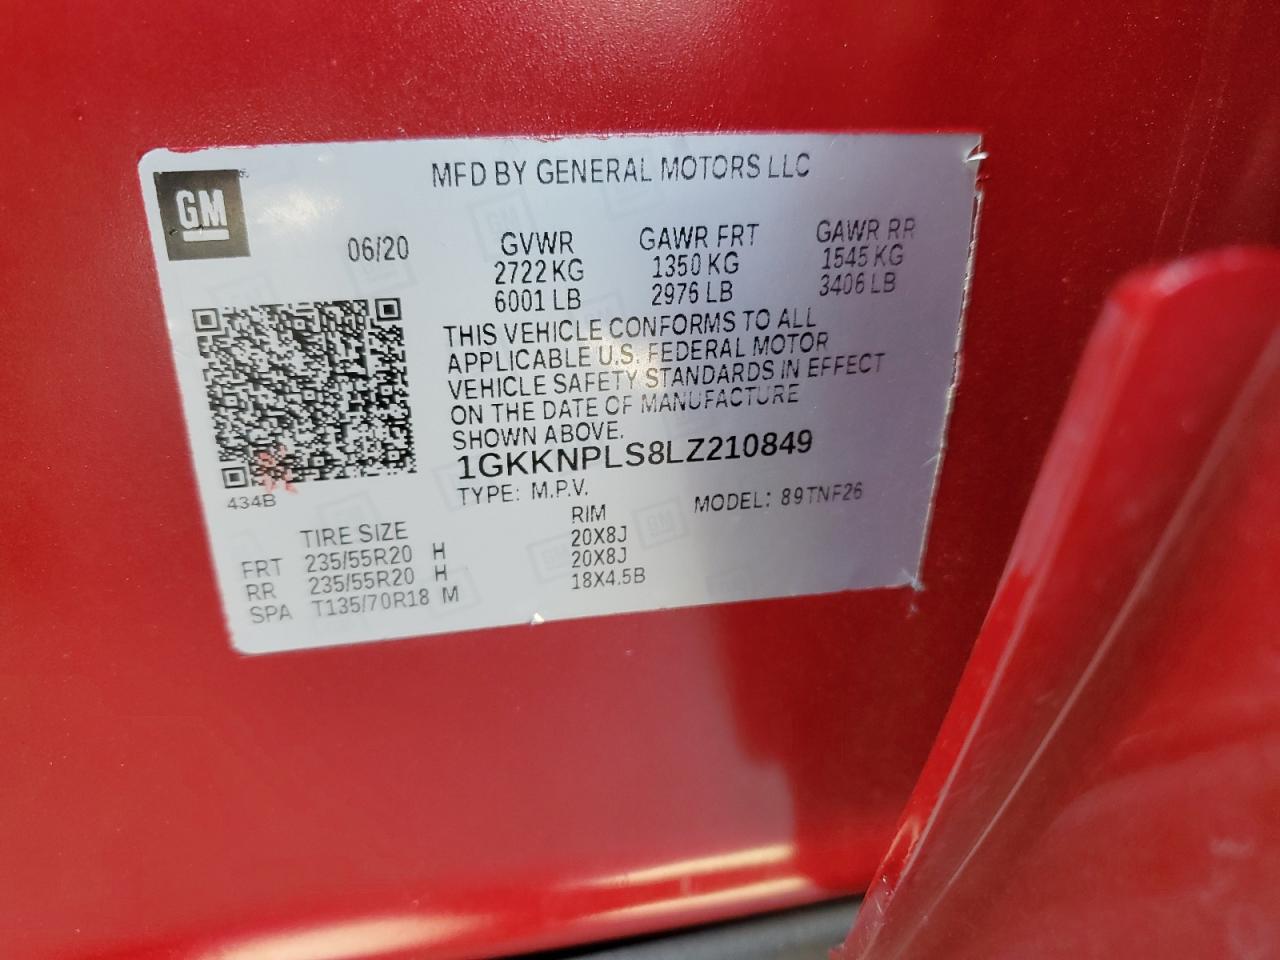 MFD BY GENERAL MOTORS LLC
GM
06/20
GVWR GAWR FRT GAWR RR
2722 KG 1350 KG 1545 KG
6001 LB 2976 LB 3406 LB
THIS VEHICLE CONFORMS TO ALL
APPLICABLE U.S. FEDERAL MOTOR
VEHICLE SAFETY STANDARDS IN EFFECT
ON THE DATE OF MANUFACTURE
SHOWN ABOVE.
1GKKNPLS8LZ210849
434B
TYPE: M.P.V. MODEL: 89TNF26
TIRE SIZE RIM
FRT 235/55R20 H 20X8J
RR 235/55R20 H 20X8J
SPA T135/70R18 M 18X4.5B